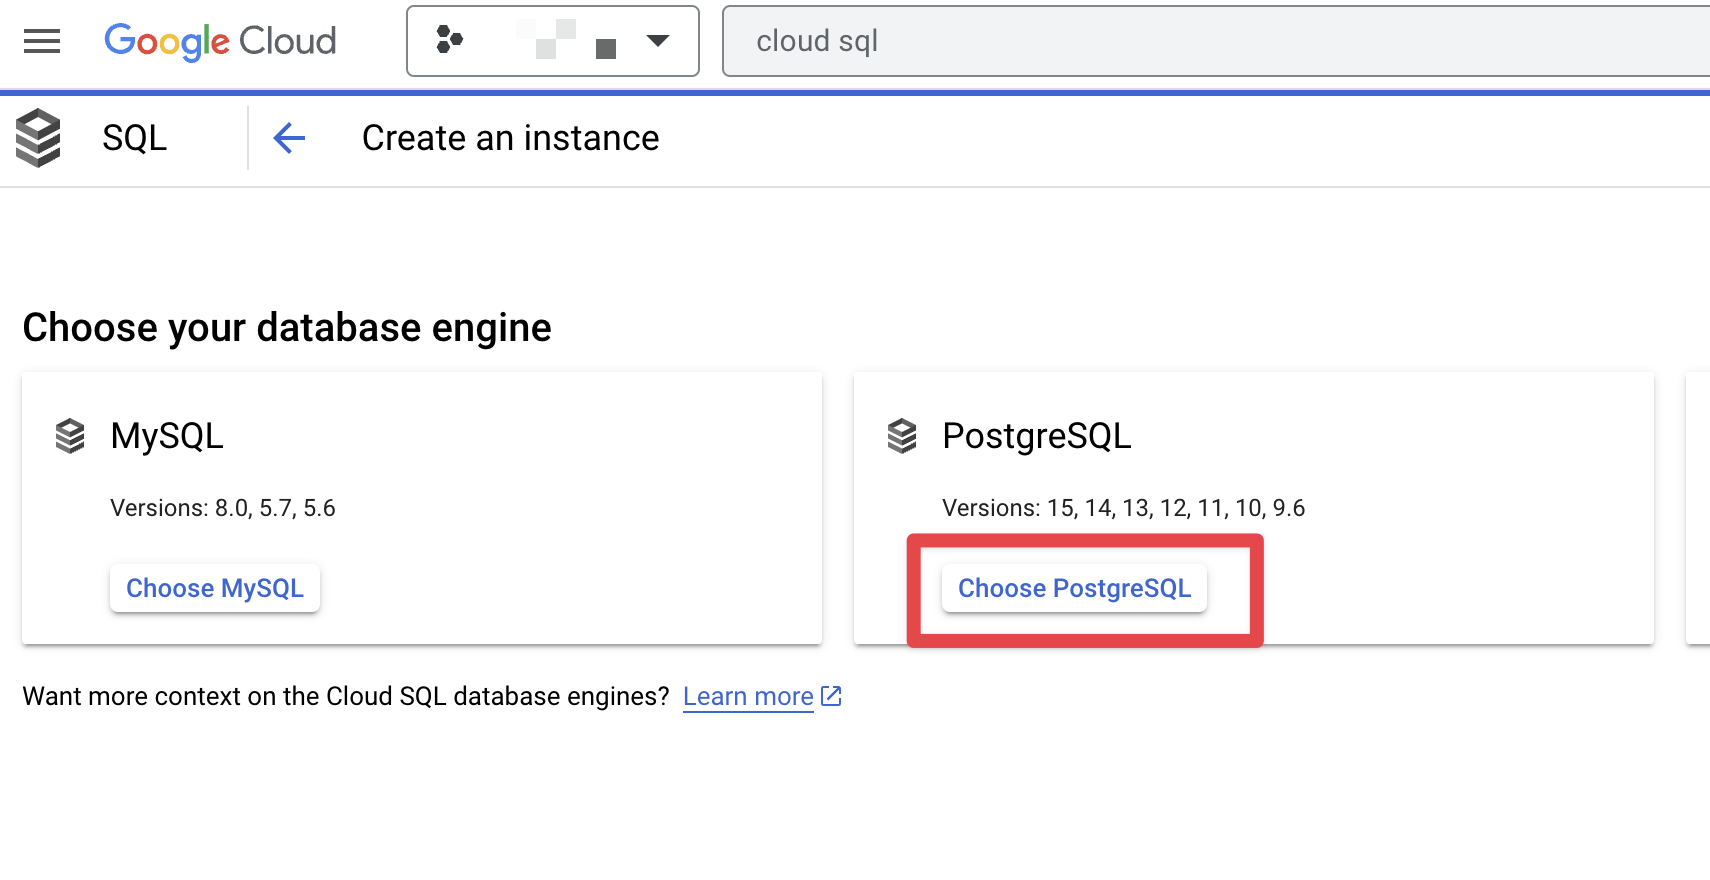 Google Cloud
cloud sql
SQL
Create an instance
Choose your database engine
MySQL
Versions: 8.0, 5.7, 5.6
Choose MySQL
PostgreSQL
Versions: 15, 14, 13, 12, 11, 10, 9.6
Choose PostgreSQL
Want more context on the Cloud SQL database engines? Learn more